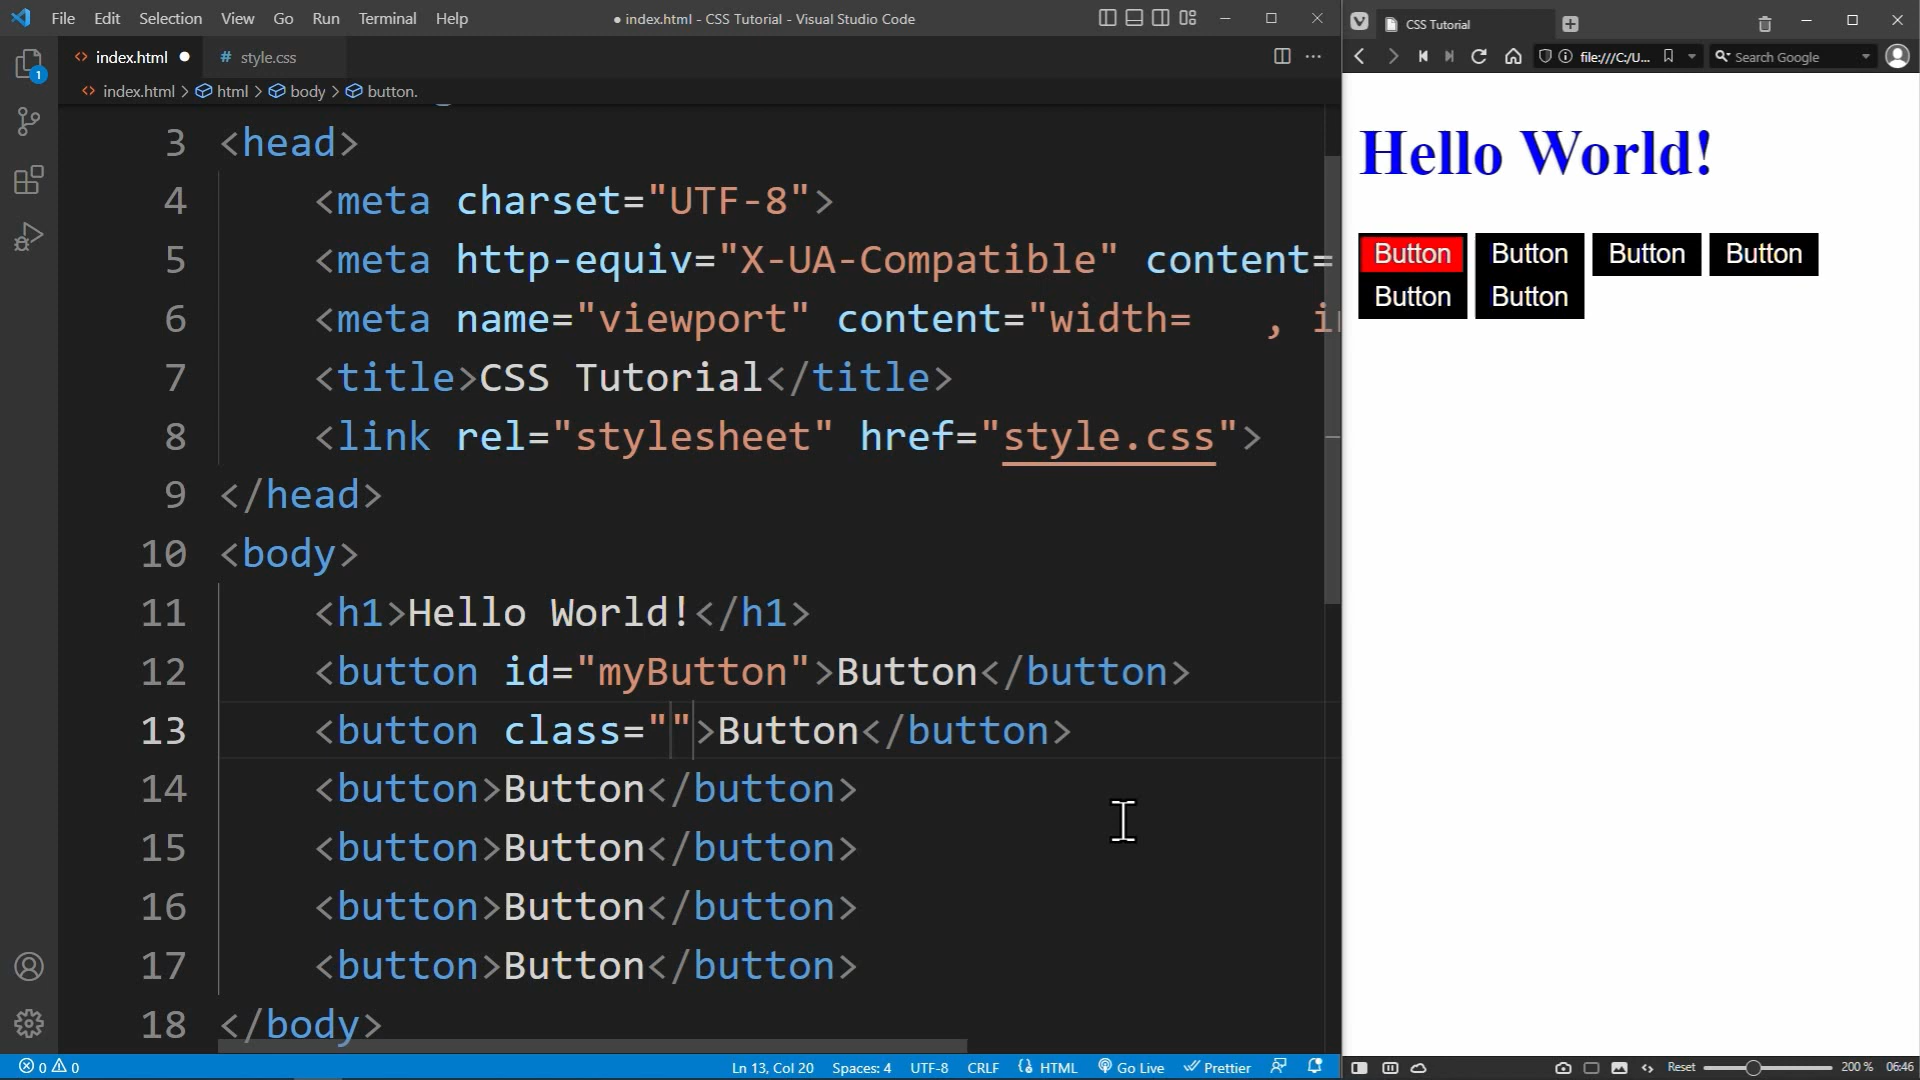 File Edit Selection View Go Run Terminal Help
● index.html - CSS Tutorial - Visual Studio Code
index.html ●
# style.css
index.html > html > body > button.
3 <head>
4 <meta charset="UTF-8">
5 <meta http-equiv="X-UA-Compatible" content=
6 <meta name="viewport" content="width= ,
7 <title>CSS Tutorial</title>
8 <link rel="stylesheet" href="style.css">
9 </head>
10 <body>
11 <h1>Hello World!</h1>
12 <button id="myButton">Button</button>
13 <button class="">Button</button>
14 <button>Button</button>
15 <button>Button</button>
16 <button>Button</button>
17 <button>Button</button>
18 </body>
1
0 0 Ln 13, Col 20 Spaces: 4 UTF-8 CRLF HTML Go Live Prettier
CSS Tutorial
file:///C:/U... Search Google
Hello World!
Button Button Button Button
Button Button
Reset 200 % 06:46